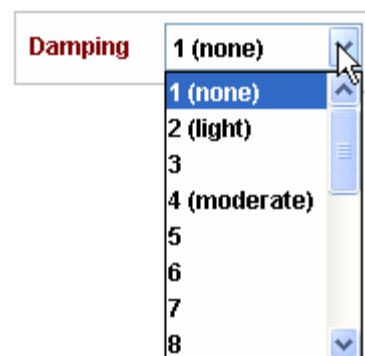 Damping 1 (none)
1 (none)
2 (light)
3
4 (moderate)
5
6
7
8